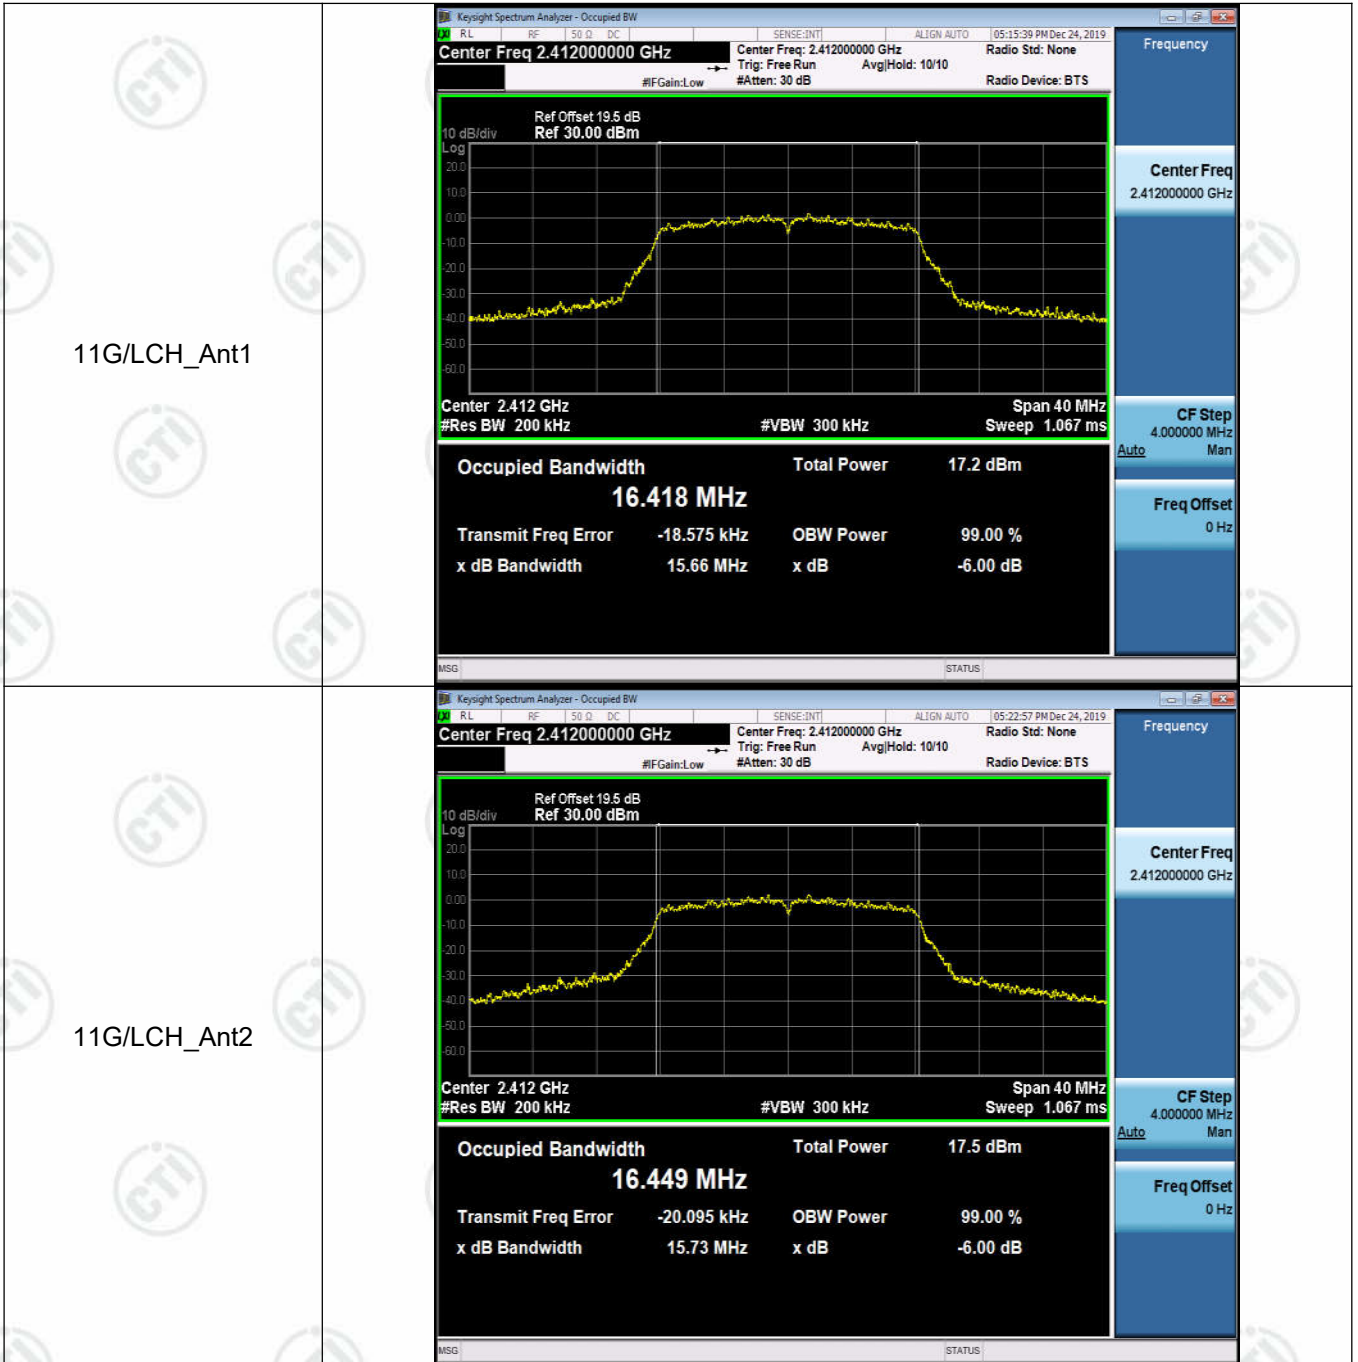 11G/LCH_Ant1
Keysight Spectrum Analyzer - Occupied BW
RL RF 50 Ω DC SENSE:INT ALIGN AUTO 05:15:39 PM Dec 24, 2019
Center Freq 2.412000000 GHz
Center Freq: 2.412000000 GHz Radio Std: None
Trig: Free Run Avg|Hold: 10/10
#IFGain:Low #Atten: 30 dB Radio Device: BTS
Ref Offset 19.5 dB
10 dB/div Ref 30.00 dBm
Log
20.0
10.0
0.00
-10.0
-20.0
-30.0
-40.0
-50.0
-60.0
Center 2.412 GHz Span 40 MHz
#Res BW 200 kHz #VBW 300 kHz Sweep 1.067 ms
Occupied Bandwidth Total Power 17.2 dBm
16.418 MHz
Transmit Freq Error -18.575 kHz OBW Power 99.00 %
x dB Bandwidth 15.66 MHz x dB -6.00 dB
MSG STATUS
Frequency
Center Freq
2.412000000 GHz
CF Step
4.000000 MHz
Auto Man
Freq Offset
0 Hz
11G/LCH_Ant2
Keysight Spectrum Analyzer - Occupied BW
RL RF 50 Ω DC SENSE:INT ALIGN AUTO 05:22:57 PM Dec 24, 2019
Center Freq 2.412000000 GHz
Center Freq: 2.412000000 GHz Radio Std: None
Trig: Free Run Avg|Hold: 10/10
#IFGain:Low #Atten: 30 dB Radio Device: BTS
Ref Offset 19.5 dB
10 dB/div Ref 30.00 dBm
Log
20.0
10.0
0.00
-10.0
-20.0
-30.0
-40.0
-50.0
-60.0
Center 2.412 GHz Span 40 MHz
#Res BW 200 kHz #VBW 300 kHz Sweep 1.067 ms
Occupied Bandwidth Total Power 17.5 dBm
16.449 MHz
Transmit Freq Error -20.095 kHz OBW Power 99.00 %
x dB Bandwidth 15.73 MHz x dB -6.00 dB
MSG STATUS
Frequency
Center Freq
2.412000000 GHz
CF Step
4.000000 MHz
Auto Man
Freq Offset
0 Hz
CTI